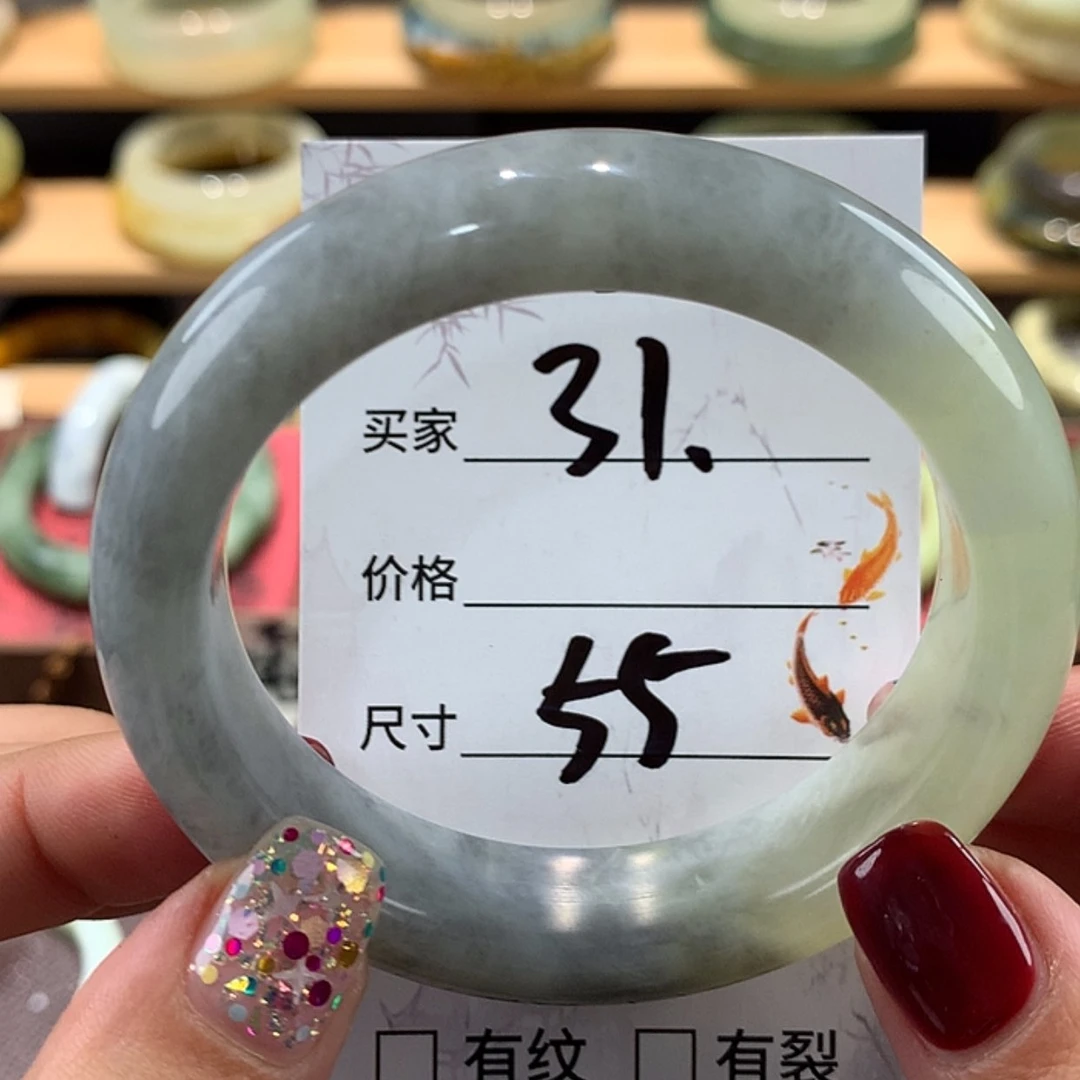 买家 31.
价格
尺寸 55
有纹 有裂